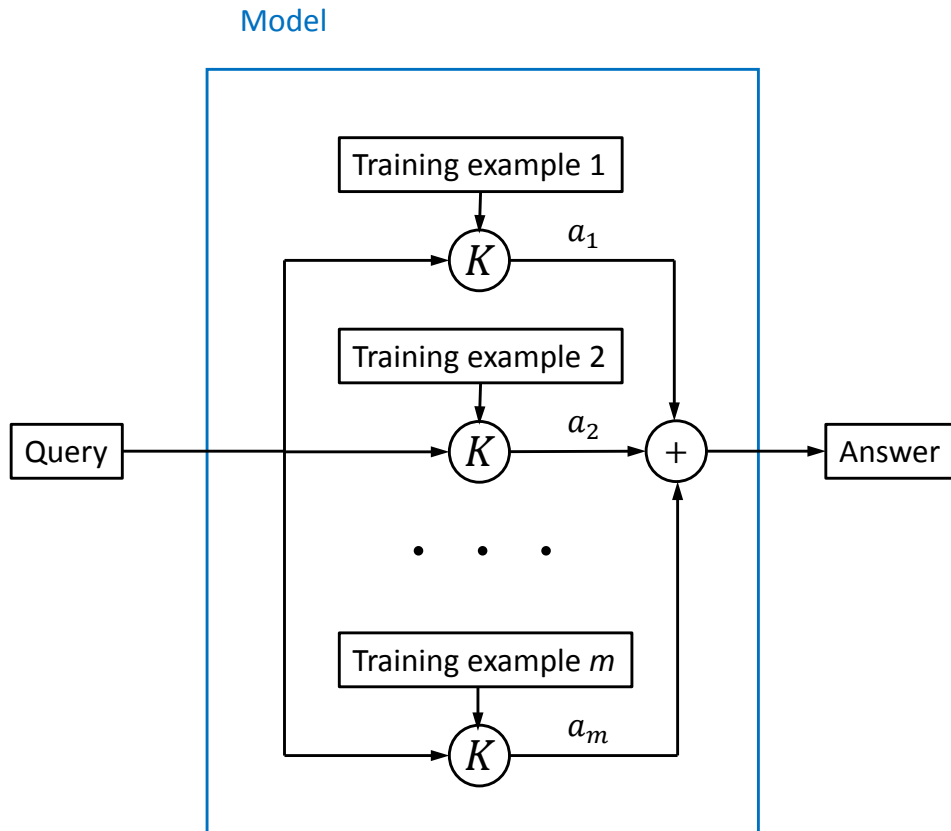 Model
Training example 1
K
a₁
Training example 2
Query
K
a₂
+
Answer
. . .
Training example m
K
aₘ